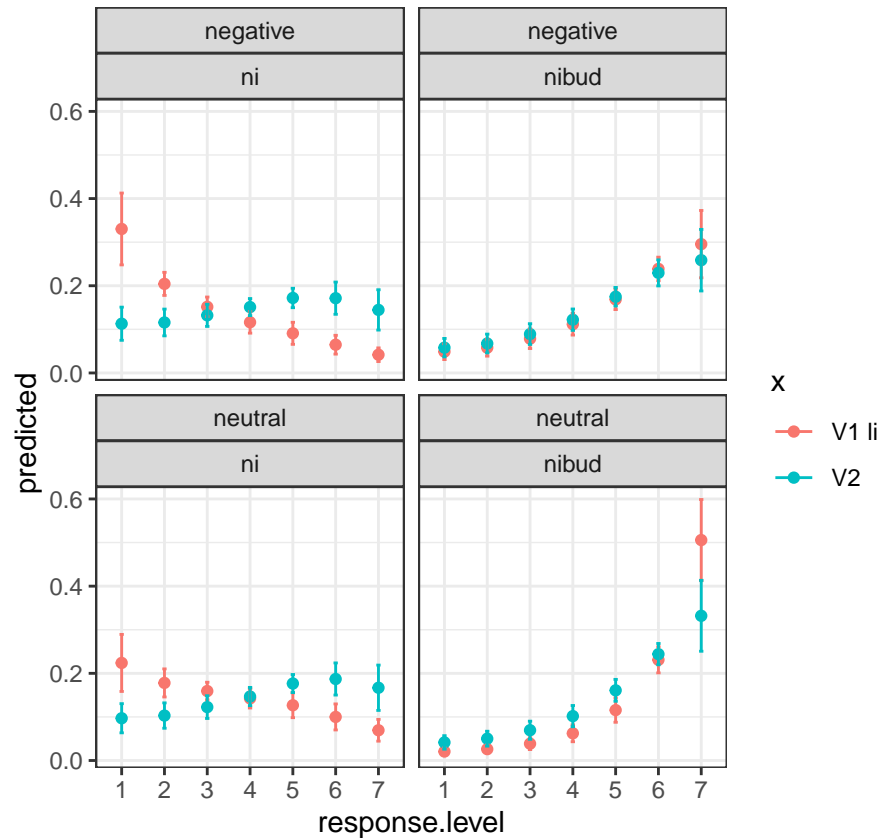 negative
negative
ni
nibud
0.6
0.4
0.2
0.0
neutral
neutral
ni
nibud
0.6
0.4
0.2
0.0
1 2 3 4 5 6 7
1 2 3 4 5 6 7
response.level
predicted
x
V1 li
V2